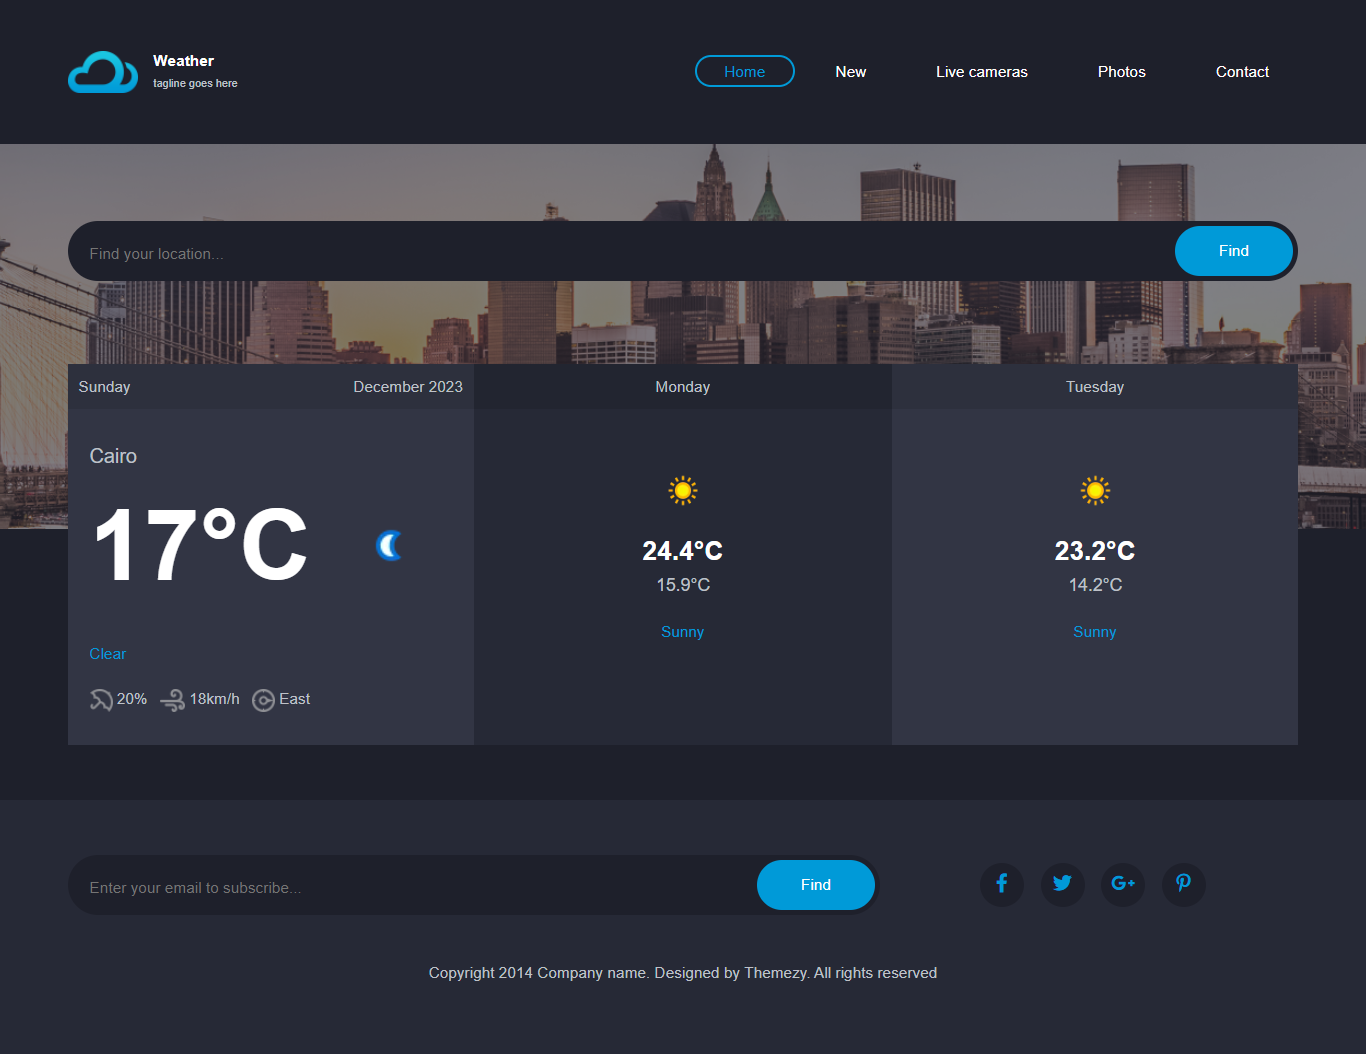 Weather
tagline goes here
Home New Live cameras Photos Contact
Find your location...
Find
Sunday December 2023
Monday
Tuesday
Cairo
17°C
Clear
20% 18km/h East
24.4°C
15.9°C
Sunny
23.2°C
14.2°C
Sunny
Enter your email to subscribe...
Find
Copyright 2014 Company name. Designed by Themezy. All rights reserved